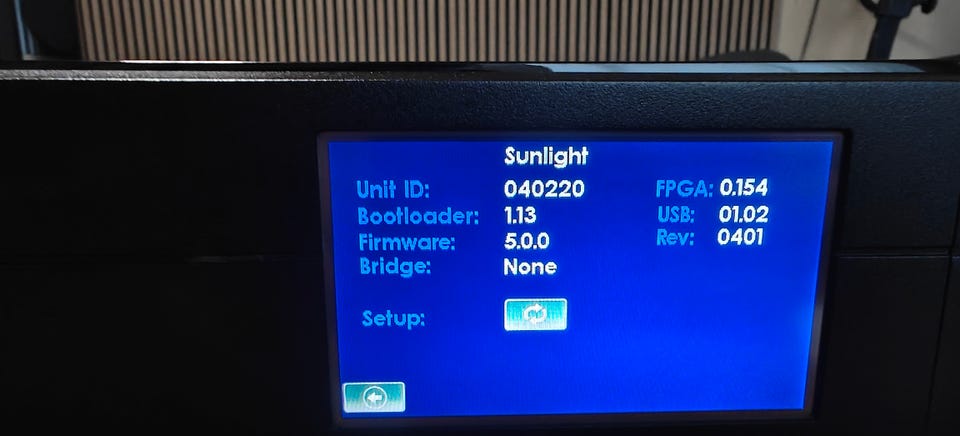 Sunlight
Unit ID: 040220 FPGA: 0.154
Bootloader: 1.13 USB: 01.02
Firmware: 5.0.0 Rev: 0401
Bridge: None
Setup: